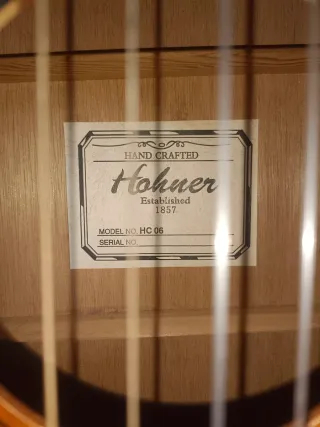 HAND CRAFTED
Hohner
Established
1857
MODEL NO. HC 06
SERIAL NO.